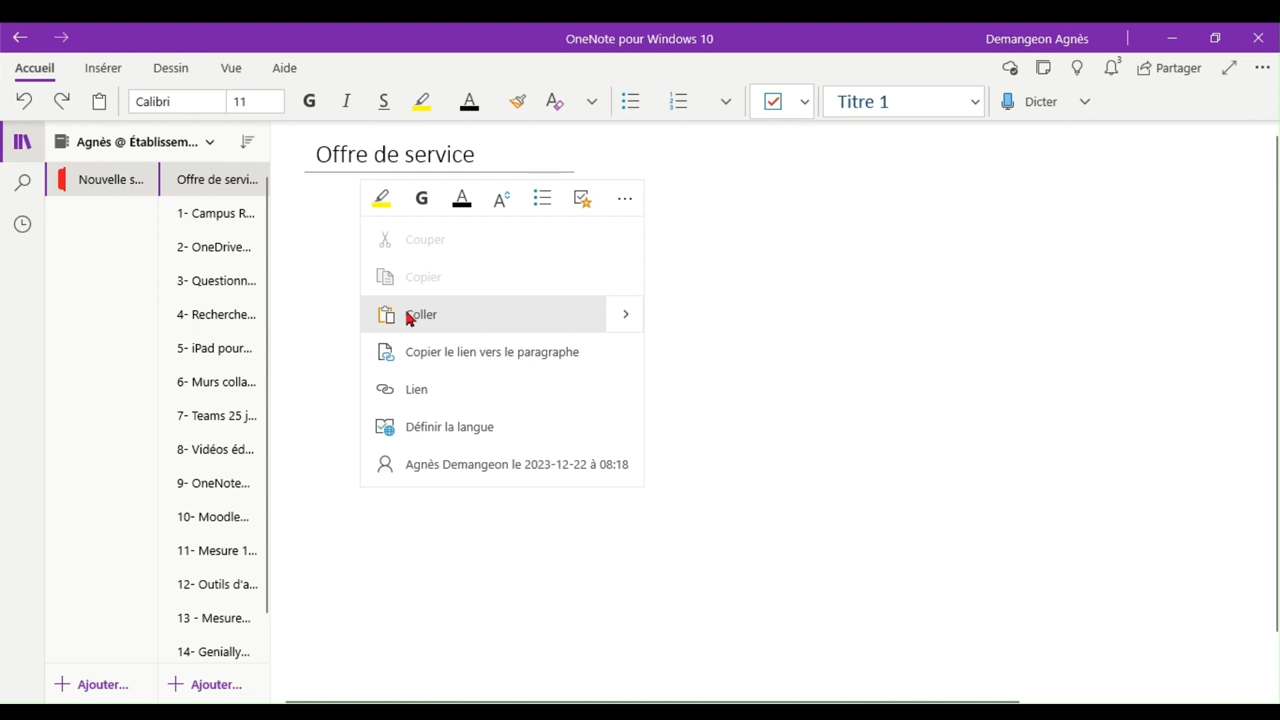 OneNote pour Windows 10
Demangeon Agnès
Accueil
Insérer
Dessin
Vue
Aide
3
Partager
Calibri
11
G
I
S
A
A
Titre 1
Dicter
Agnès @ Établissem...
Nouvelle s...
Offre de servi...
1- Campus R...
2- OneDrive...
3- Questionn...
4- Recherche...
5- iPad pour...
6- Murs colla...
7- Teams 25 j...
8- Vidéos éd...
9- OneNote...
10- Moodle...
11- Mesure 1...
12- Outils d'a...
13 - Mesure...
14- Genially...
Ajouter...
Ajouter...
Offre de service
G
A
A
Couper
Copier
Coller
Copier le lien vers le paragraphe
Lien
Définir la langue
Agnès Demangeon le 2023-12-22 à 08:18